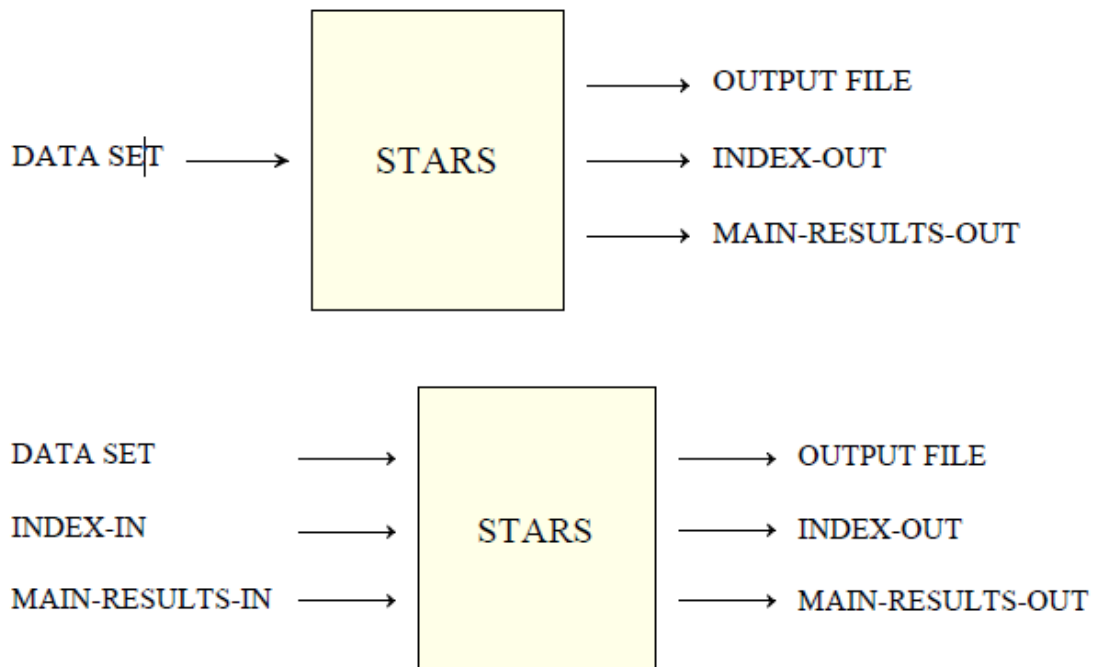 OUTPUT FILE
DATA SET
STARS
INDEX-OUT
MAIN-RESULTS-OUT
DATA SET
OUTPUT FILE
INDEX-IN
STARS
INDEX-OUT
MAIN-RESULTS-IN
MAIN-RESULTS-OUT